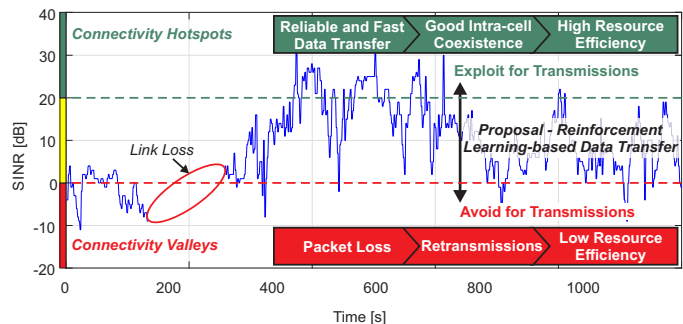 40
30
20
10
0
-10
-20
SINR [dB]
Connectivity Hotspots
Reliable and Fast
Data Transfer
Good Intra-cell
Coexistence
High Resource
Efficiency
Exploit for Transmissions
Link Loss
Proposal - Reinforcement
Learning-based Data Transfer
Avoid for Transmissions
Connectivity Valleys
Packet Loss
Retransmissions
Low Resource
Efficiency
0
200
400
600
800
1000
Time [s]